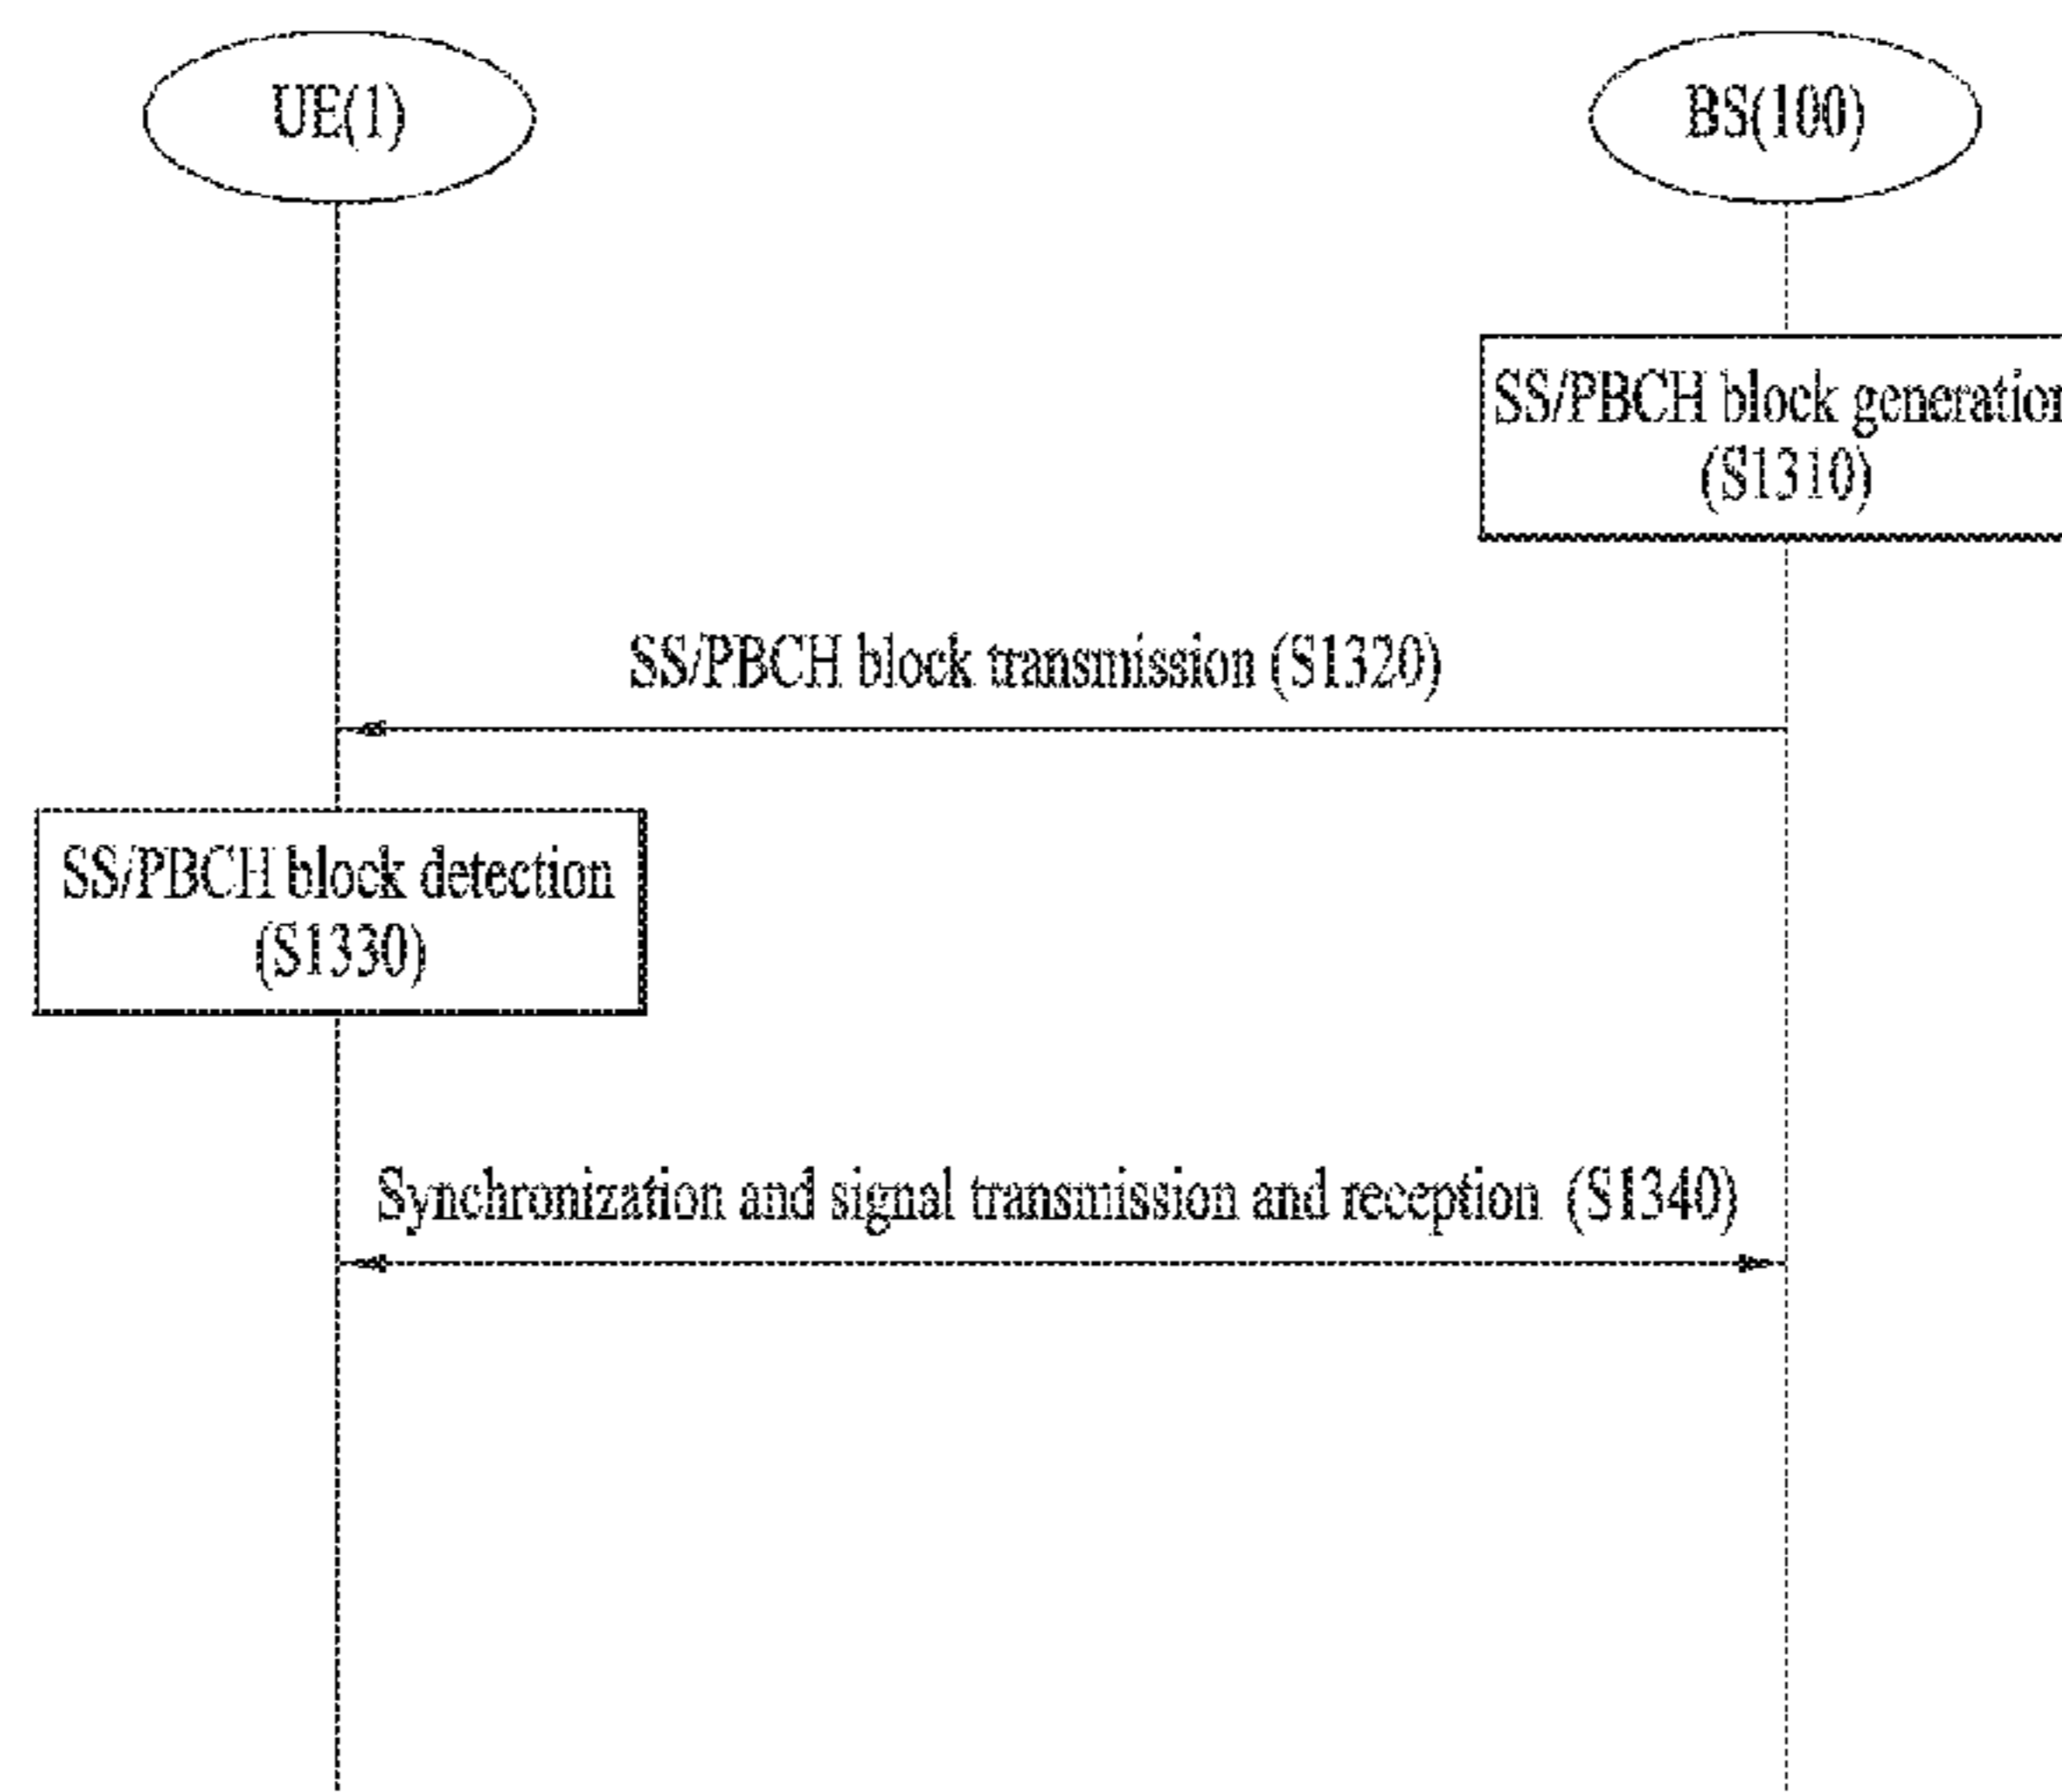 UE(1)
BS(100)
SS/PBCH block generation
(S1310)
SS/PBCH block transmission (S1320)
SS/PBCH block detection
(S1330)
Synchronization and signal transmission and reception (S1340)